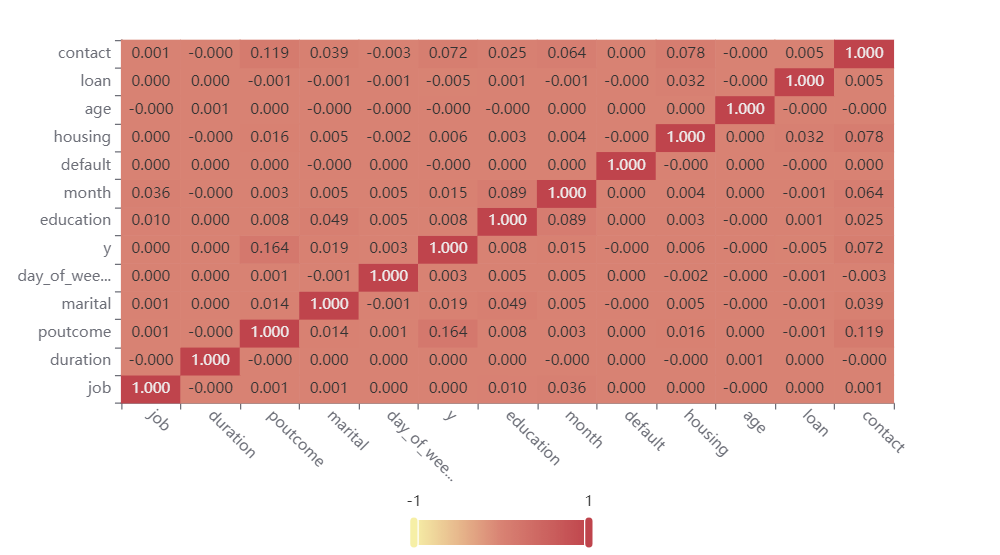 contact 0.001 -0.000 0.119 0.039 -0.003 0.072 0.025 0.064 0.000 0.078 -0.000 0.005 1.000
loan 0.000 0.000 -0.001 -0.001 -0.001 -0.005 0.001 -0.001 -0.000 0.032 -0.000 1.000 0.005
age -0.000 0.001 0.000 -0.000 -0.000 -0.000 -0.000 0.000 0.000 0.000 1.000 -0.000 -0.000
housing 0.000 -0.000 0.016 0.005 -0.002 0.006 0.003 0.004 -0.000 1.000 0.000 0.032 0.078
default 0.000 0.000 0.000 -0.000 0.000 -0.000 0.000 0.000 1.000 -0.000 0.000 -0.000 0.000
month 0.036 -0.000 0.003 0.005 0.005 0.015 0.089 1.000 0.000 0.004 0.000 -0.001 0.064
education 0.010 0.000 0.008 0.049 0.005 0.008 1.000 0.089 0.000 0.003 -0.000 0.001 0.025
y 0.000 0.000 0.164 0.019 0.003 1.000 0.008 0.015 -0.000 0.006 -0.000 -0.005 0.072
day_of_wee... 0.000 0.000 0.001 -0.001 1.000 0.003 0.005 0.005 0.000 -0.002 -0.000 -0.001 -0.003
marital 0.001 0.000 0.014 1.000 -0.001 0.019 0.049 0.005 -0.000 0.005 -0.000 -0.001 0.039
poutcome 0.001 -0.000 1.000 0.014 0.001 0.164 0.008 0.003 0.000 0.016 0.000 -0.001 0.119
duration -0.000 1.000 -0.000 0.000 0.000 0.000 0.000 -0.000 0.000 -0.000 0.001 0.000 -0.000
job 1.000 -0.000 0.001 0.001 0.000 0.000 0.010 0.036 0.000 0.000 -0.000 0.000 0.001
job duration poutcome marital day_of_wee... y education month default housing age loan contact
-1 1